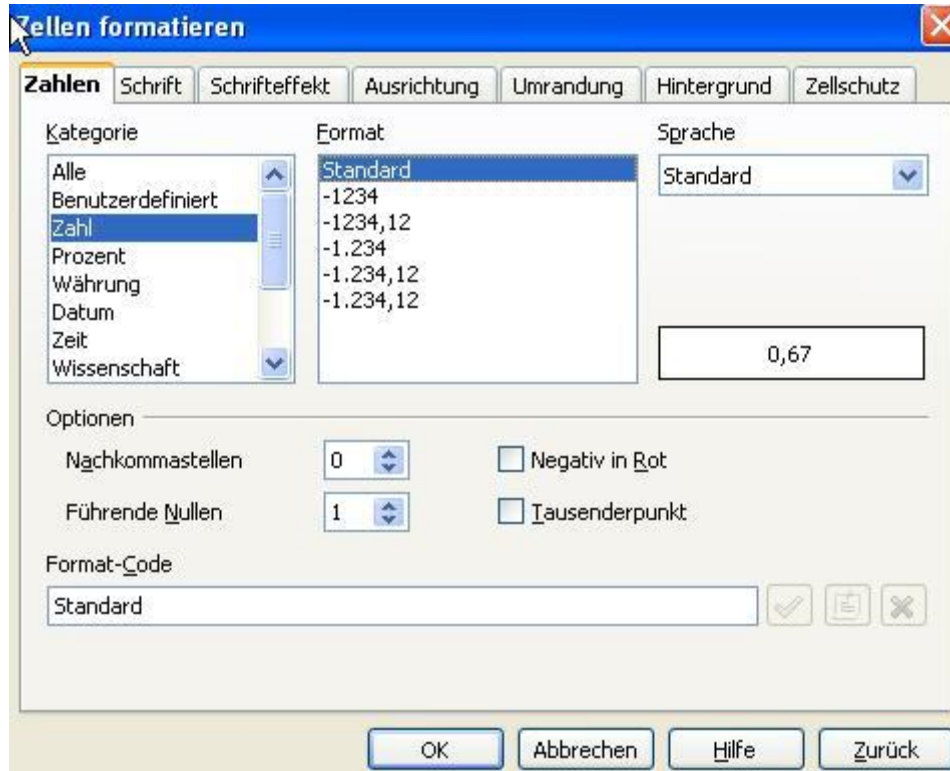 Zellen formatieren
Zahlen Schrift Schrifteffekt Ausrichtung Umrandung Hintergrund Zellschutz
Kategorie
Alle
Benutzerdefiniert
Zahl
Prozent
Währung
Datum
Zeit
Wissenschaft
Format
Standard
-1234
-1234,12
-1.234
-1.234,12
-1.234,12
Sprache
Standard
0,67
Optionen
Nachkommastellen 0
Führende Nullen 1
Negativ in Rot
Tausenderpunkt
Format-Code
Standard
OK Abbrechen Hilfe Zurück